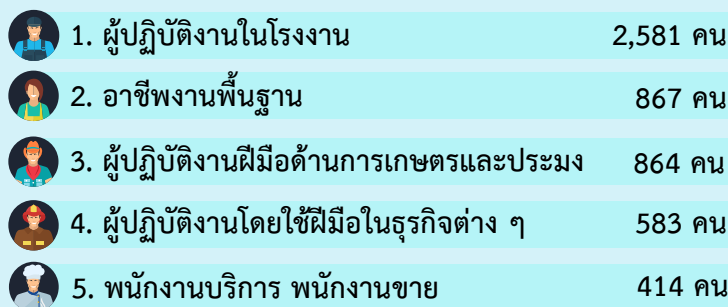 1. ผู้ปฏิบัติงานในโรงงาน 2,581 คน
2. อาชีพงานพื้นฐาน 867 คน
3. ผู้ปฏิบัติงานฝีมือด้านการเกษตรและประมง 864 คน
4. ผู้ปฏิบัติงานโดยใช้ฝีมือในธุรกิจต่าง ๆ 583 คน
5. พนักงานบริการ พนักงานขาย 414 คน